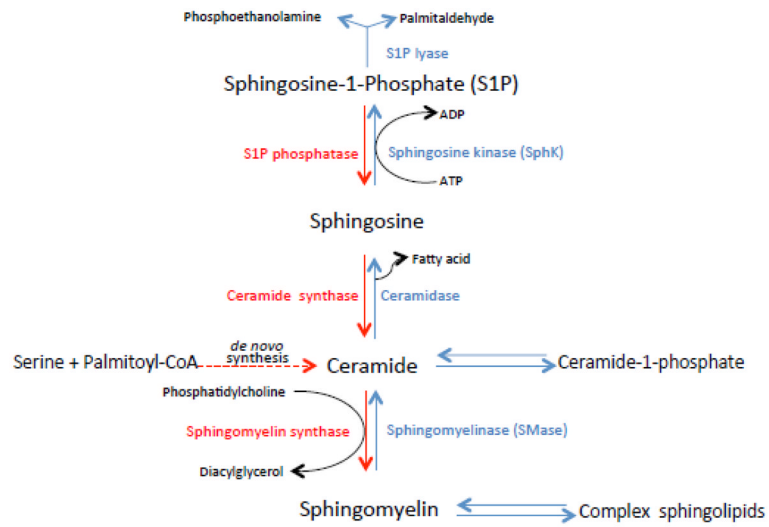 Phosphoethanolamine
Palmitaldehyde
S1P lyase
Sphingosine-1-Phosphate (S1P)
ADP
S1P phosphatase
Sphingosine kinase (SphK)
ATP
Sphingosine
Fatty acid
Ceramide synthase
Ceramidase
de novo
synthesis
Serine + Palmitoyl-CoA
Ceramide
Ceramide-1-phosphate
Phosphatidylcholine
Sphingomyelin synthase
Sphingomyelinase (SMase)
Diacylglycerol
Sphingomyelin
Complex sphingolipids